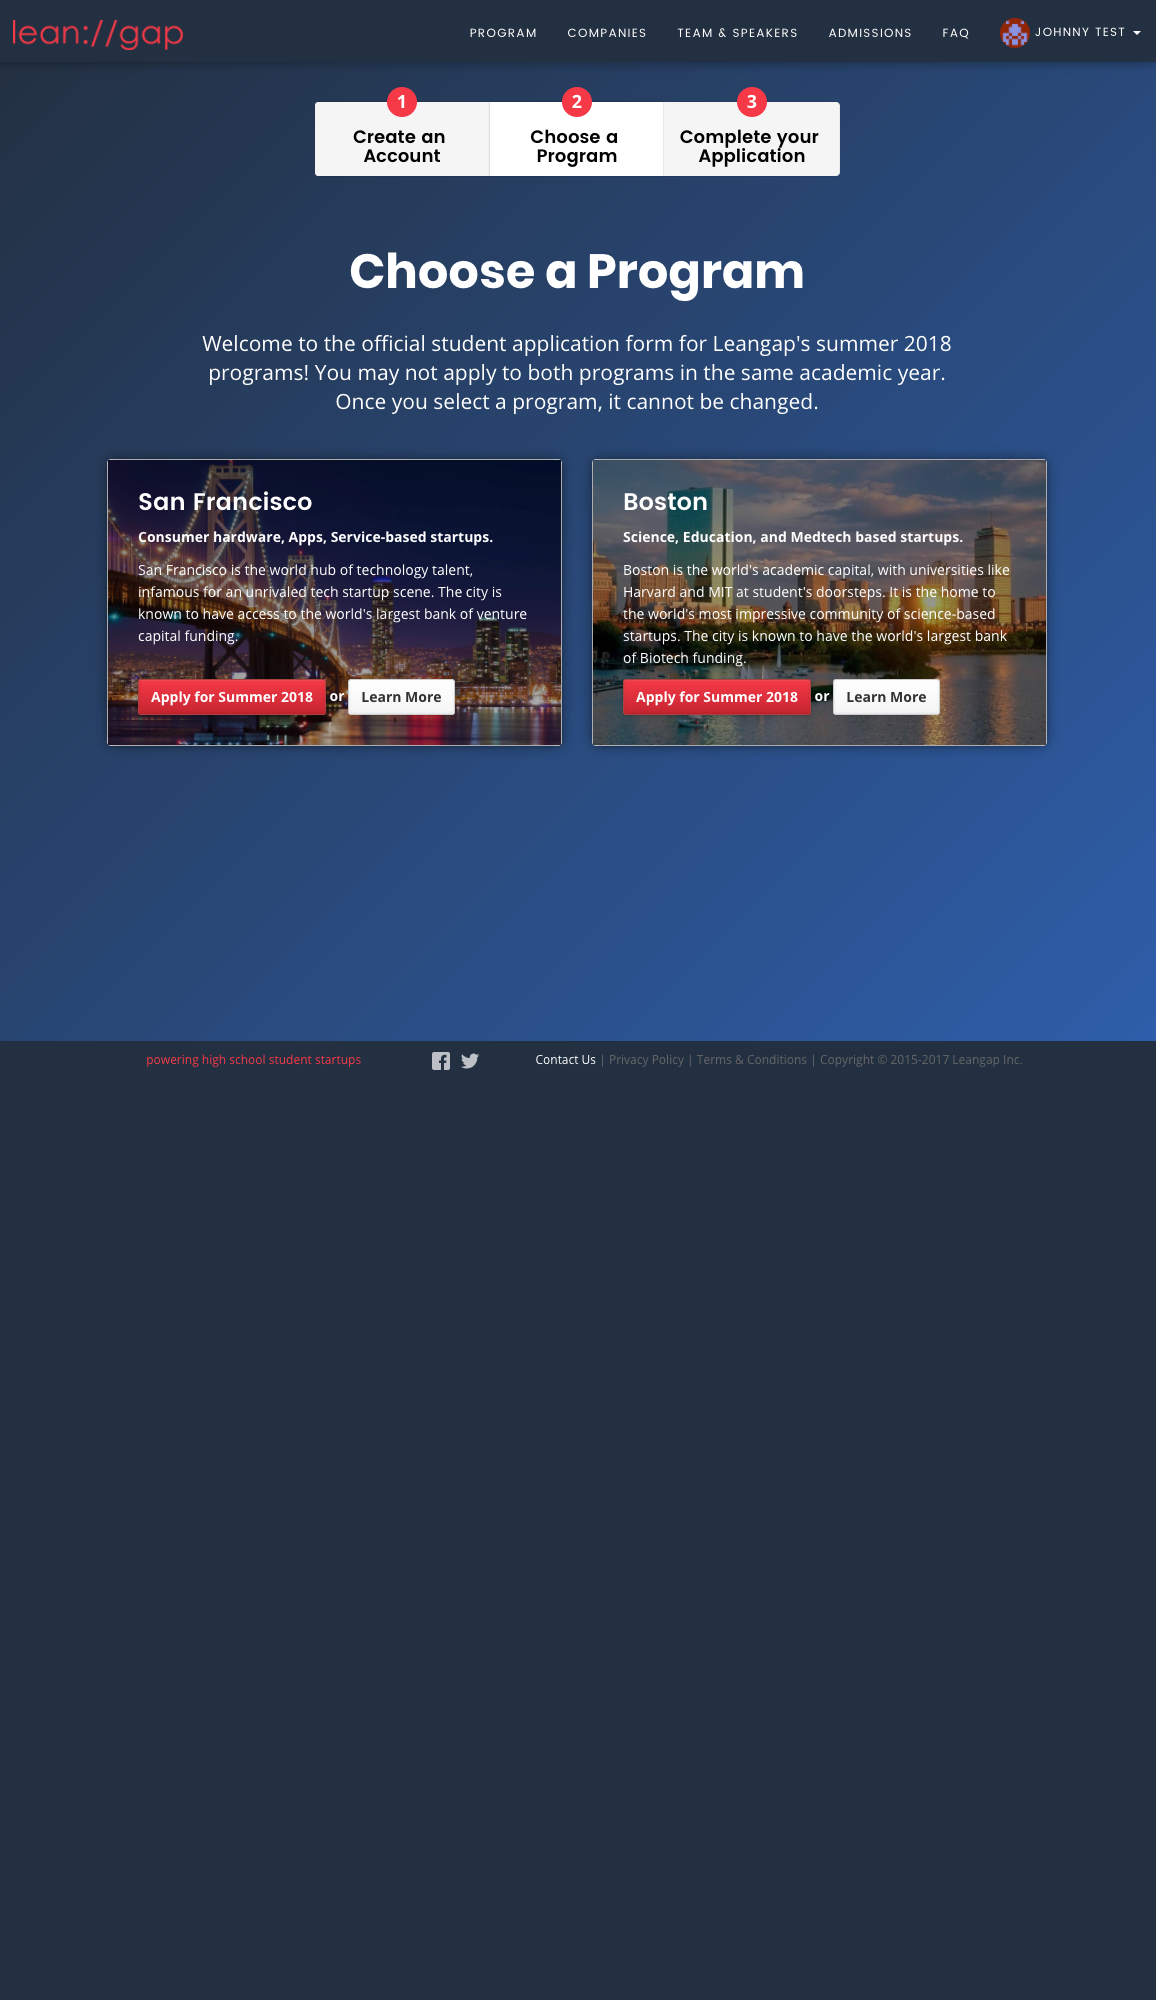 lean://gap
PROGRAM COMPANIES TEAM & SPEAKERS ADMISSIONS FAQ JOHNNY TEST
1
Create an
Account
2
Choose a
Program
3
Complete your
Application
Choose a Program
Welcome to the official student application form for Leangap's summer 2018
programs! You may not apply to both programs in the same academic year.
Once you select a program, it cannot be changed.
San Francisco
Consumer hardware, Apps, Service-based startups.
San Francisco is the world hub of technology talent,
infamous for an unrivaled tech startup scene. The city is
known to have access to the world's largest bank of venture
capital funding.
Apply for Summer 2018 or Learn More
Boston
Science, Education, and Medtech based startups.
Boston is the world's academic capital, with universities like
Harvard and MIT at student's doorsteps. It is the home to
the world's most impressive community of science-based
startups. The city is known to have the world's largest bank
of Biotech funding.
Apply for Summer 2018 or Learn More
powering high school student startups
Contact Us | Privacy Policy | Terms & Conditions | Copyright © 2015-2017 Leangap Inc.